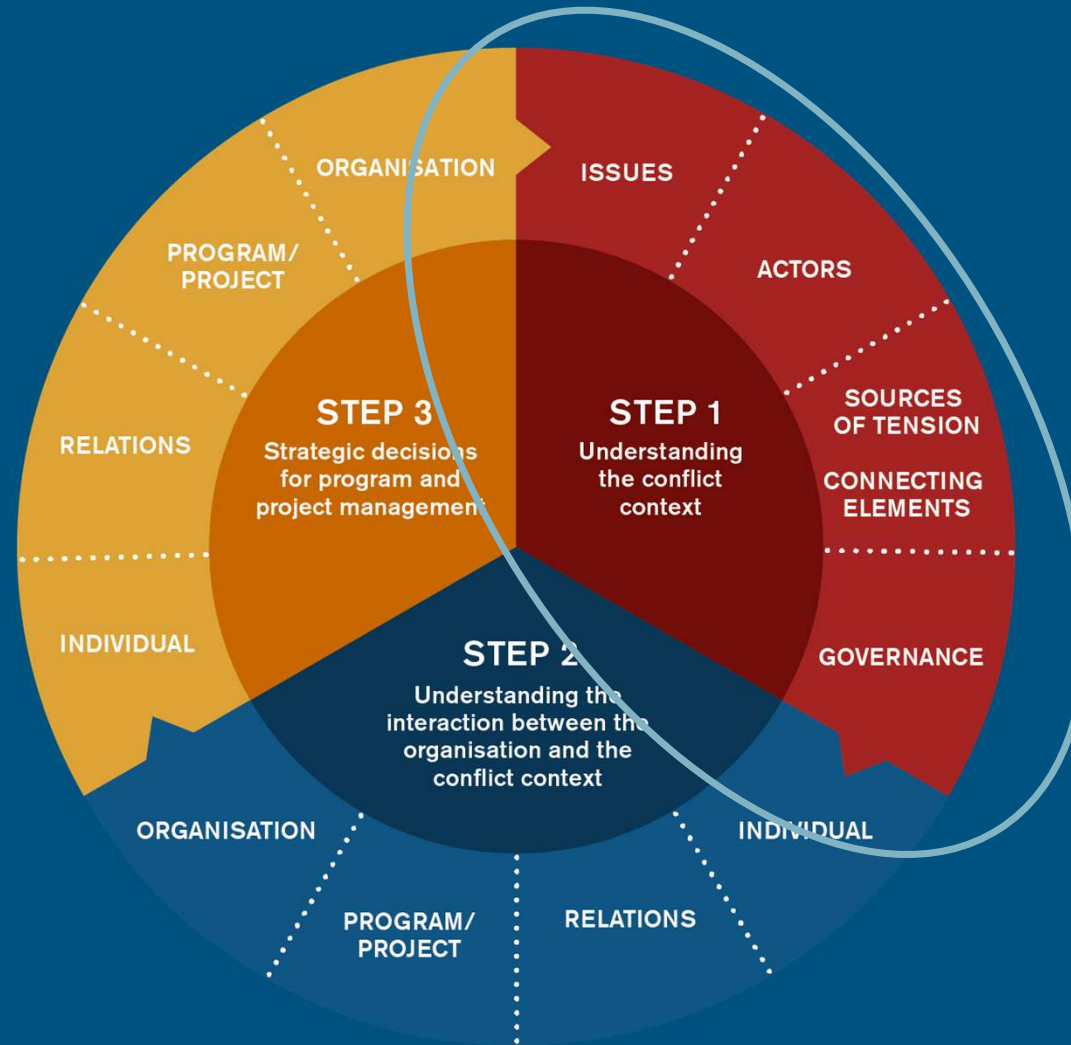 STEP 1
Understanding
the conflict
context
ISSUES
ACTORS
SOURCES
OF TENSION
CONNECTING
ELEMENTS
GOVERNANCE
STEP 2
Understanding the
interaction between the
organisation and the
conflict context
INDIVIDUAL
RELATIONS
PROGRAM/
PROJECT
ORGANISATION
STEP 3
Strategic decisions
for program and
project management
INDIVIDUAL
RELATIONS
PROGRAM/
PROJECT
ORGANISATION